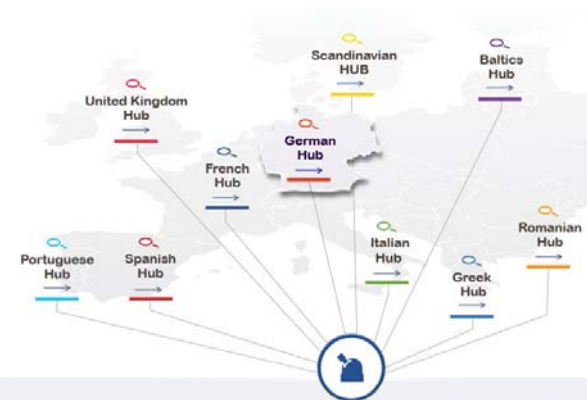 Scandinavian
HUB
Baltics
Hub
United Kingdom
Hub
German
Hub
French
Hub
Romanian
Hub
Italian
Hub
Portuguese
Hub
Spanish
Hub
Greek
Hub